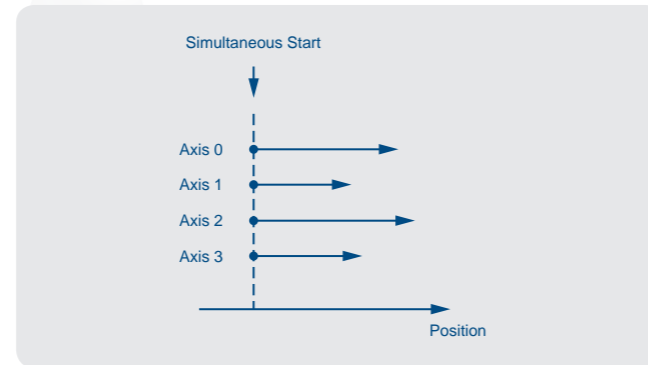 Simultaneous Start
Axis 0
Axis 1
Axis 2
Axis 3
Position